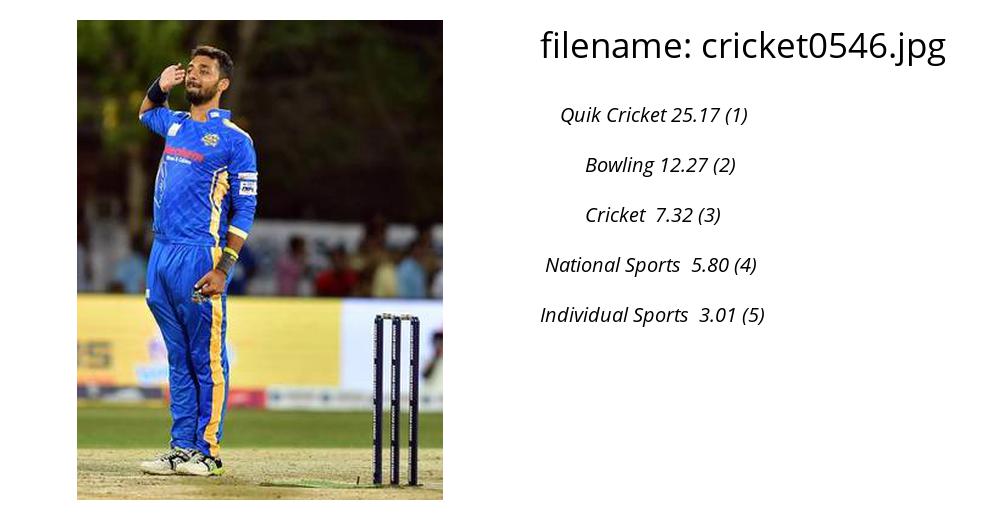 filename: cricket0546.jpg
Quik Cricket 25.17 (1)
Bowling 12.27 (2)
Cricket 7.32 (3)
National Sports 5.80 (4)
Individual Sports 3.01 (5)